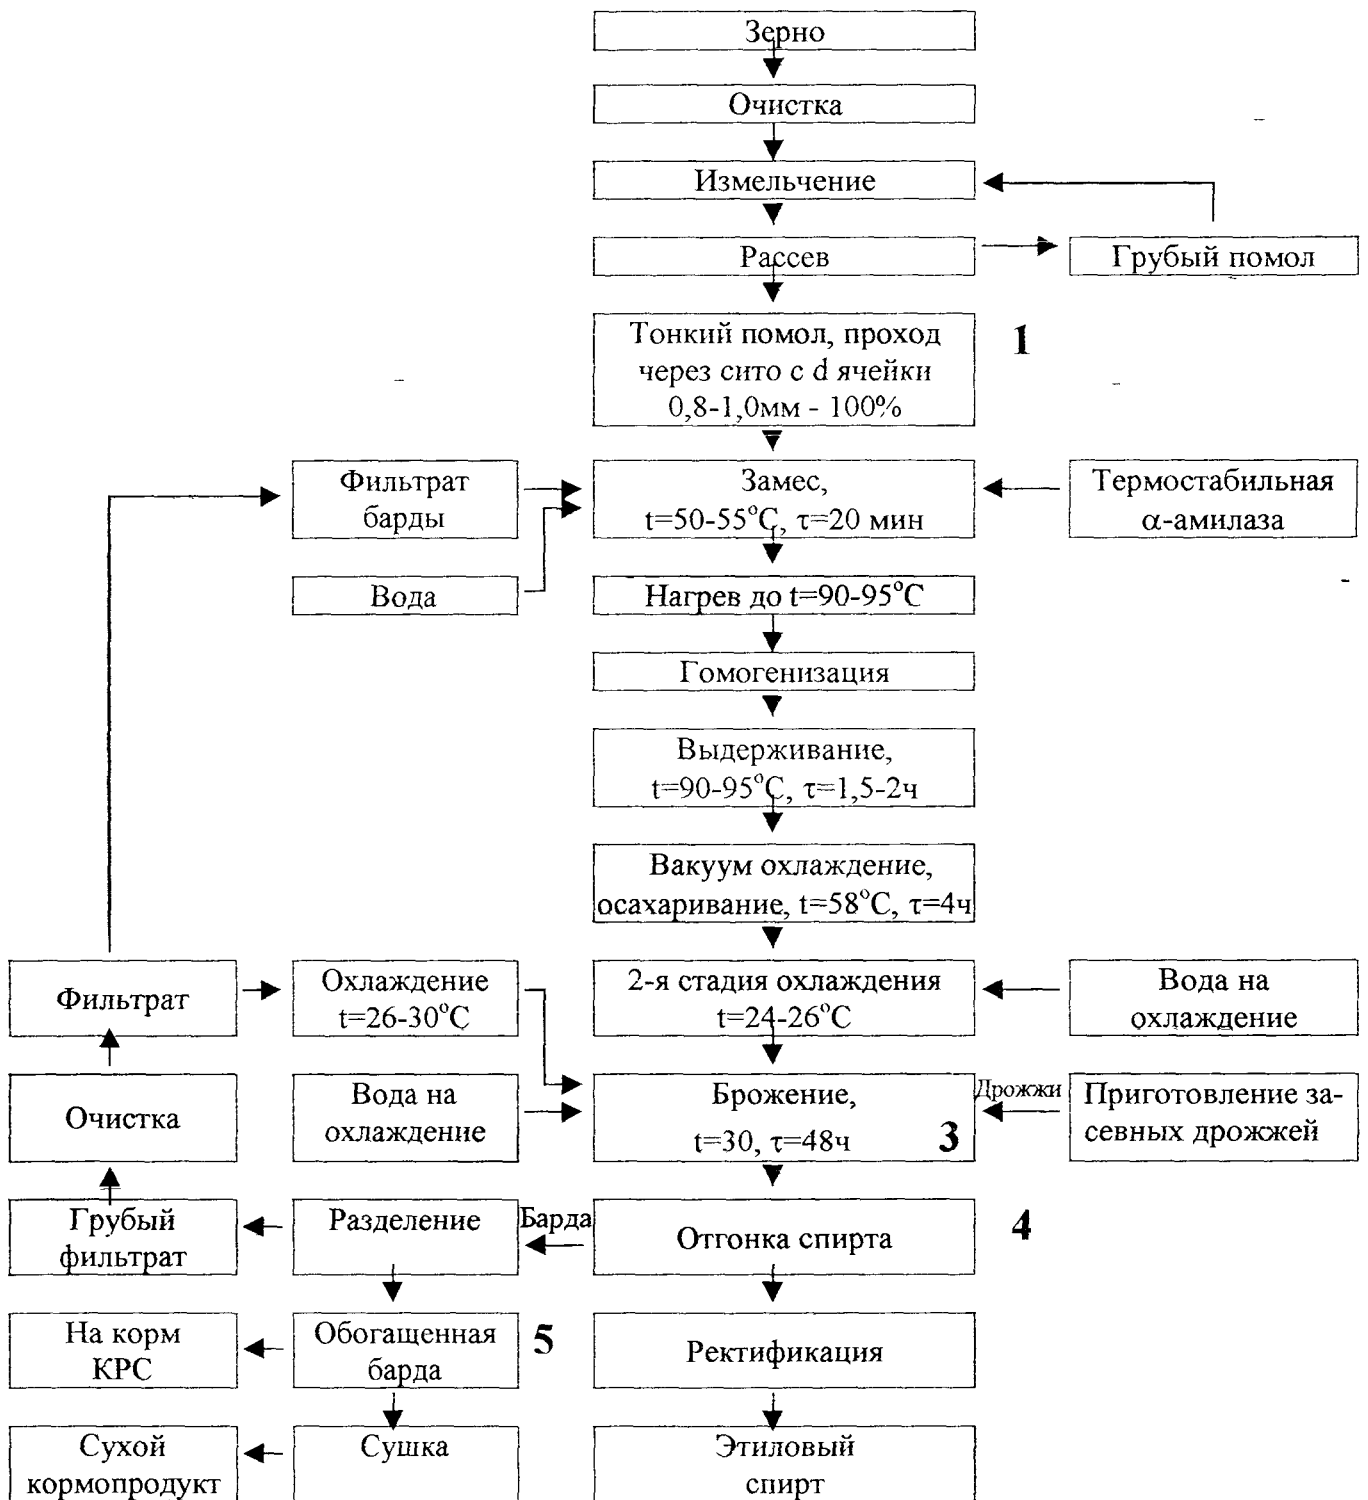 Зерно
Очистка
Измельчение
Рассев
Грубый помол
Тонкий помол, проход
через сито с d ячейки
0,8-1,0мм - 100%
1
Фильтрат
барды
Замес,
t=50-55°С, τ=20 мин
Термостабильная
α-амилаза
Вода
Нагрев до t=90-95°С
Гомогенизация
Выдерживание,
t=90-95°С, τ=1,5-2ч
Вакуум охлаждение,
осахаривание, t=58°С, τ=4ч
Фильтрат
Охлаждение
t=26-30°С
2-я стадия охлаждения
t=24-26°С
Вода на
охлаждение
Очистка
Вода на
охлаждение
Брожение,
t=30, τ=48ч
3
Дрожжи
Приготовление за-
севных дрожжей
Грубый
фильтрат
Разделение
Барда
Отгонка спирта
4
На корм
КРС
Обогащенная
барда
5
Ректификация
Сухой
кормопродукт
Сушка
Этиловый
спирт